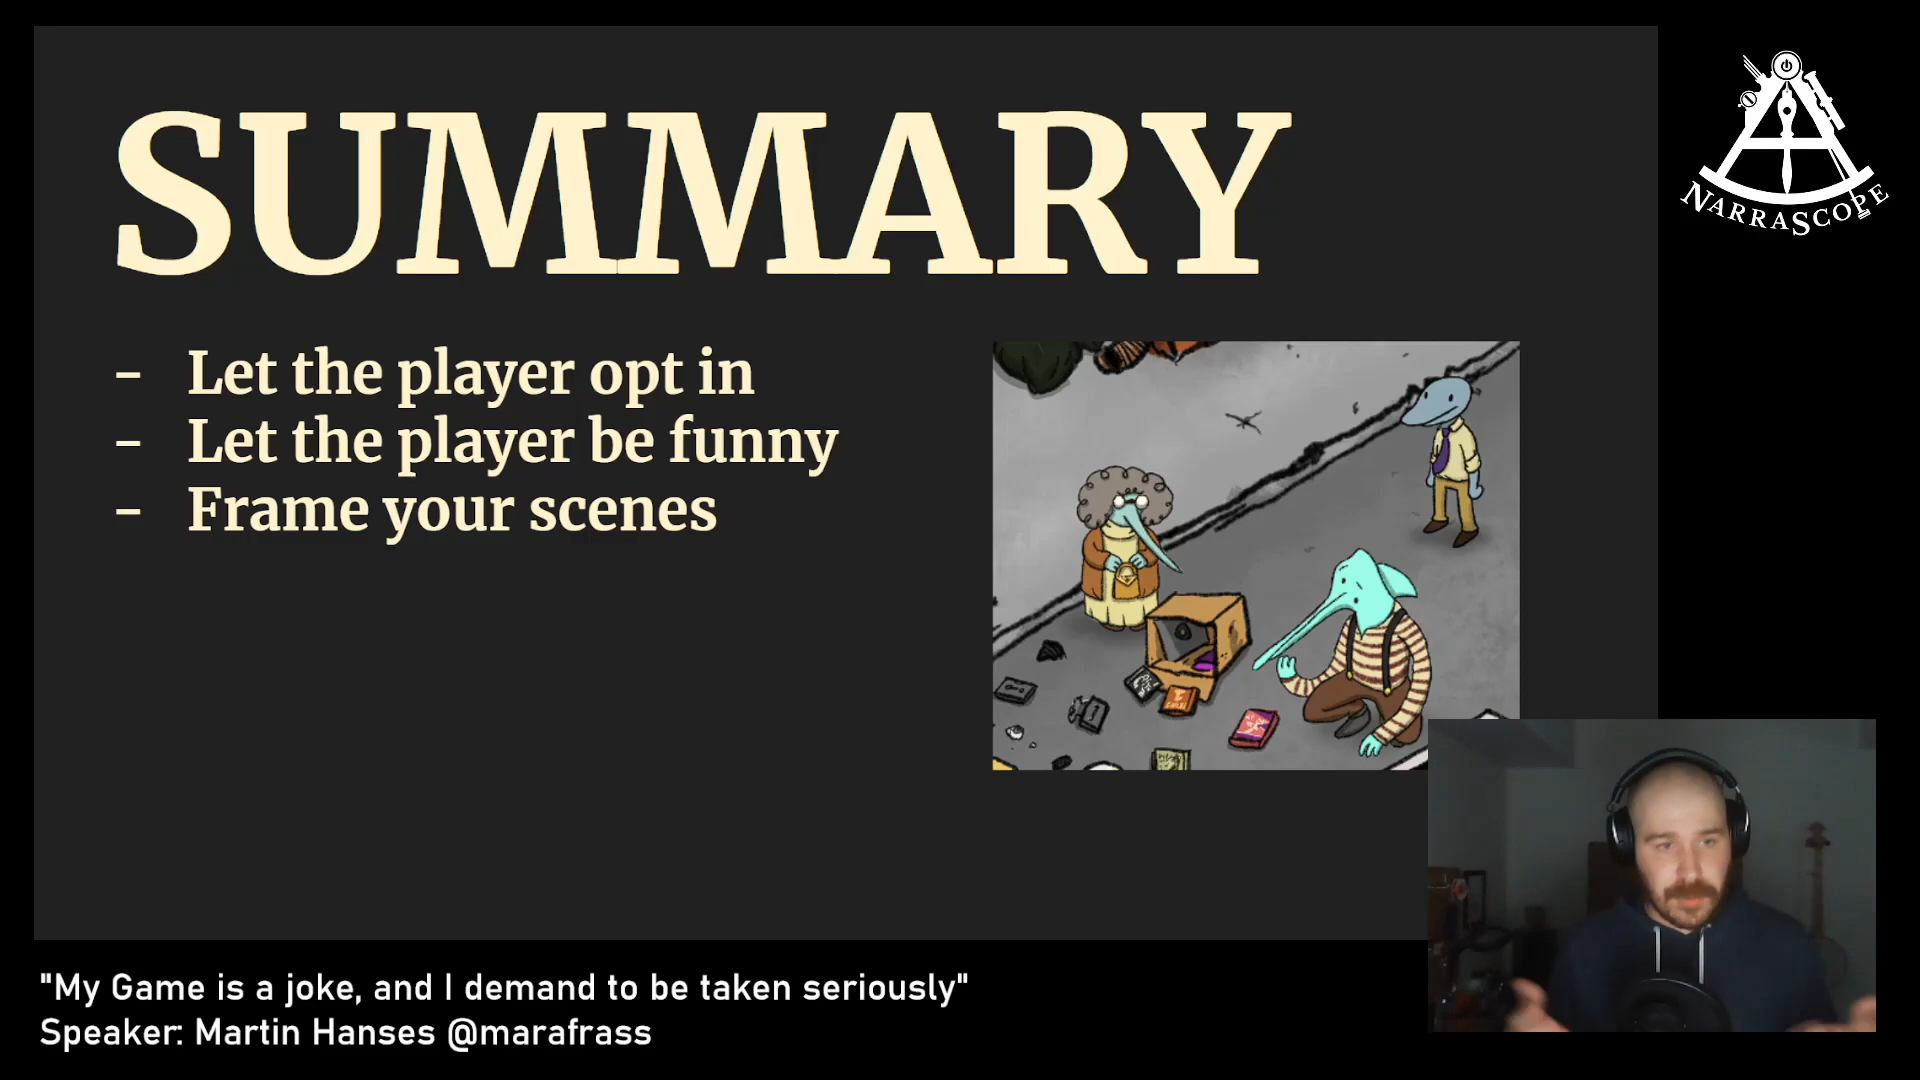 SUMMARY
- Let the player opt in
- Let the player be funny
- Frame your scenes
NARRASCOPE
"My Game is a joke, and I demand to be taken seriously"
Speaker: Martin Hanses @marafrass